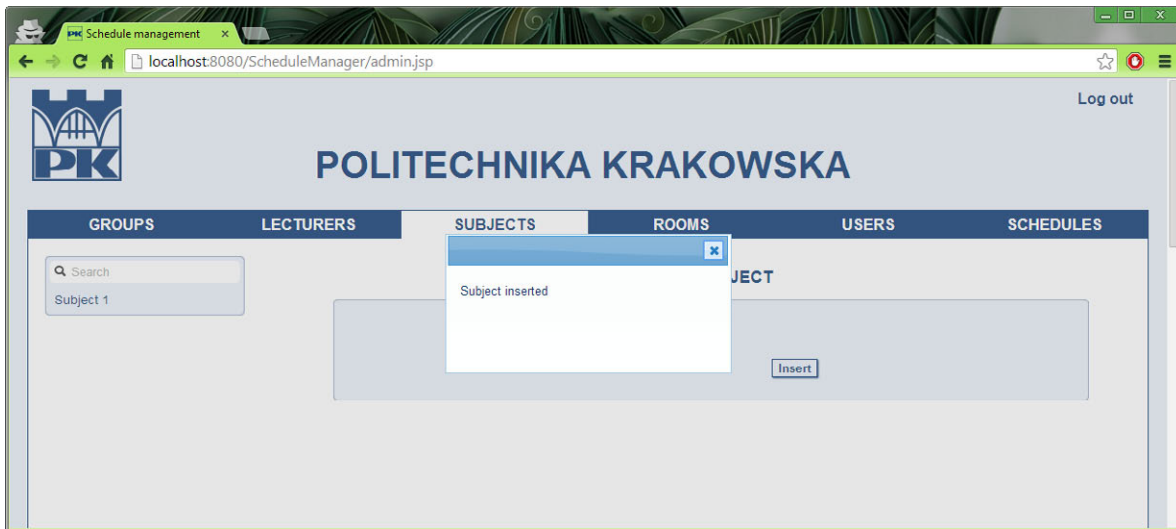 PK Schedule management
localhost:8080/ScheduleManager/admin.jsp
Log out
PK
POLITECHNIKA KRAKOWSKA
GROUPS LECTURERS SUBJECTS ROOMS USERS SCHEDULES
Search
Subject 1
JECT
Subject inserted
Insert